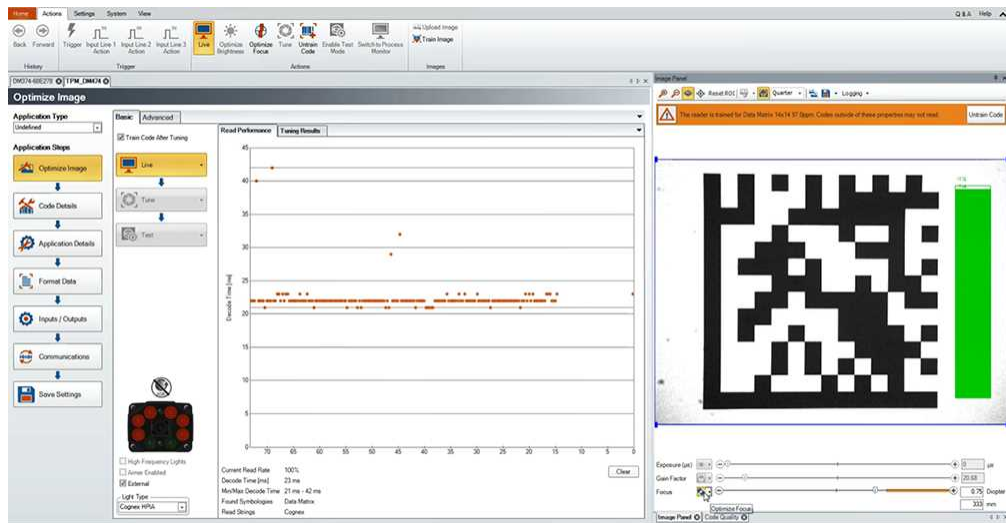 Home Actions Settings System View Q&A Help
Back Forward Trigger Input Line 1 Action Input Line 2 Action Input Line 3 Action Live Optimize Brightness Optimize Focus Tune Untrain Code Enable Test Mode Switch to Process Monitor Upload Image Train Image
History Trigger Actions Images
TPM_DM474 Image Panel
Optimize Image
Reset ROI Quarter Logging
Application Type
Undefined
Basic Advanced
The reader is trained for Data Matrix 14x14 37.0ppm. Codes outside of these properties may not read.
Untrain Code
Train Code After Tuning
Read Performance Tuning Results
Application Steps
Optimize Image
Code Details
Application Details
Format Data
Inputs / Outputs
Communications
Save Settings
Live
Tune
Test
High Frequency Lights
Aimer Enabled
External
Light Type
Cognex HPIA
Decode Time [ms]
45
40
35
30
25
20
15
10
5
0
70 65 60 55 50 45 40 35 30 25 20 15 10 5 0
Current Read Rate 100%
Decode Time [ms] 23 ms
Min/Max Decode Time 21 ms - 42 ms
Found Symbologies Data Matrix
Read Strings Cognex
Clear
Exposure (µs) 0 µs
Gain Factor 20.68
Focus 0.75 Diopter
333 mm
Optimize Focus
Image Panel Code Quality